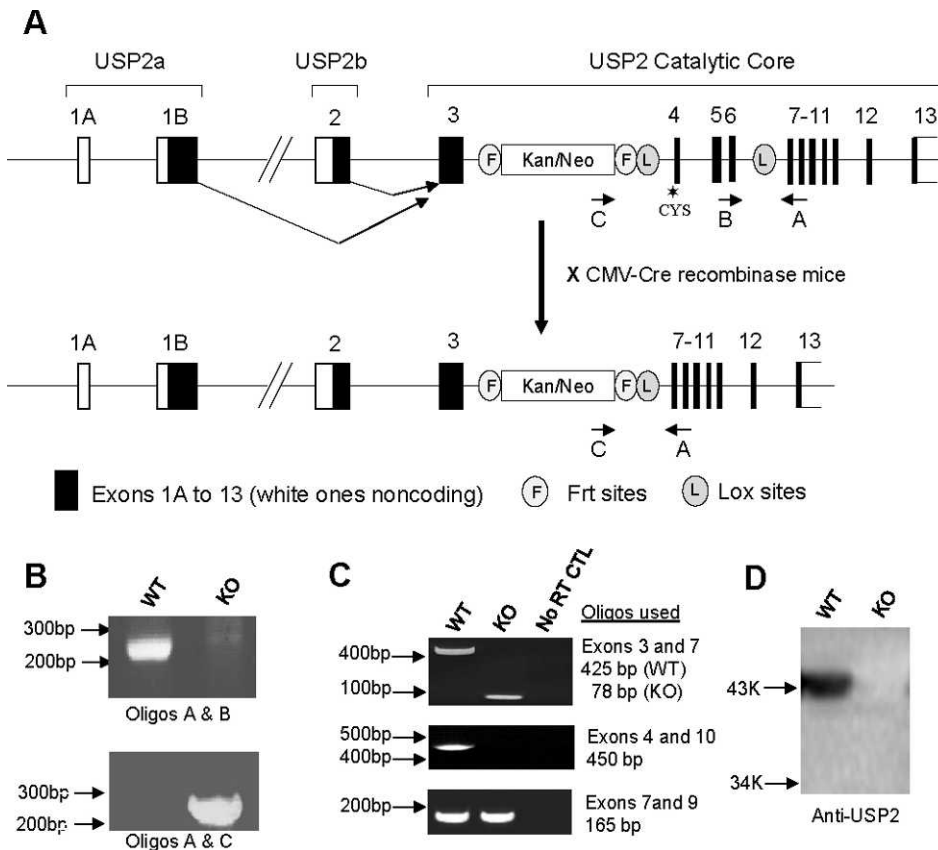 A
USP2a
USP2b
USP2 Catalytic Core
1A 1B 2 3 4 56 7-11 12 13
F Kan/Neo F L L
CYS
C B A
X CMV-Cre recombinase mice
1A 1B 2 3 7-11 12 13
F Kan/Neo F L
C A
Exons 1A to 13 (white ones noncoding)
F Frt sites
L Lox sites
B
WT KO
300bp
200bp
Oligos A & B
300bp
200bp
Oligos A & C
C
WT KO No RT CTL
Oligos used
400bp
100bp
Exons 3 and 7
425 bp (WT)
78 bp (KO)
500bp
400bp
Exons 4 and 10
450 bp
200bp
Exons 7and 9
165 bp
D
WT KO
43K
34K
Anti-USP2